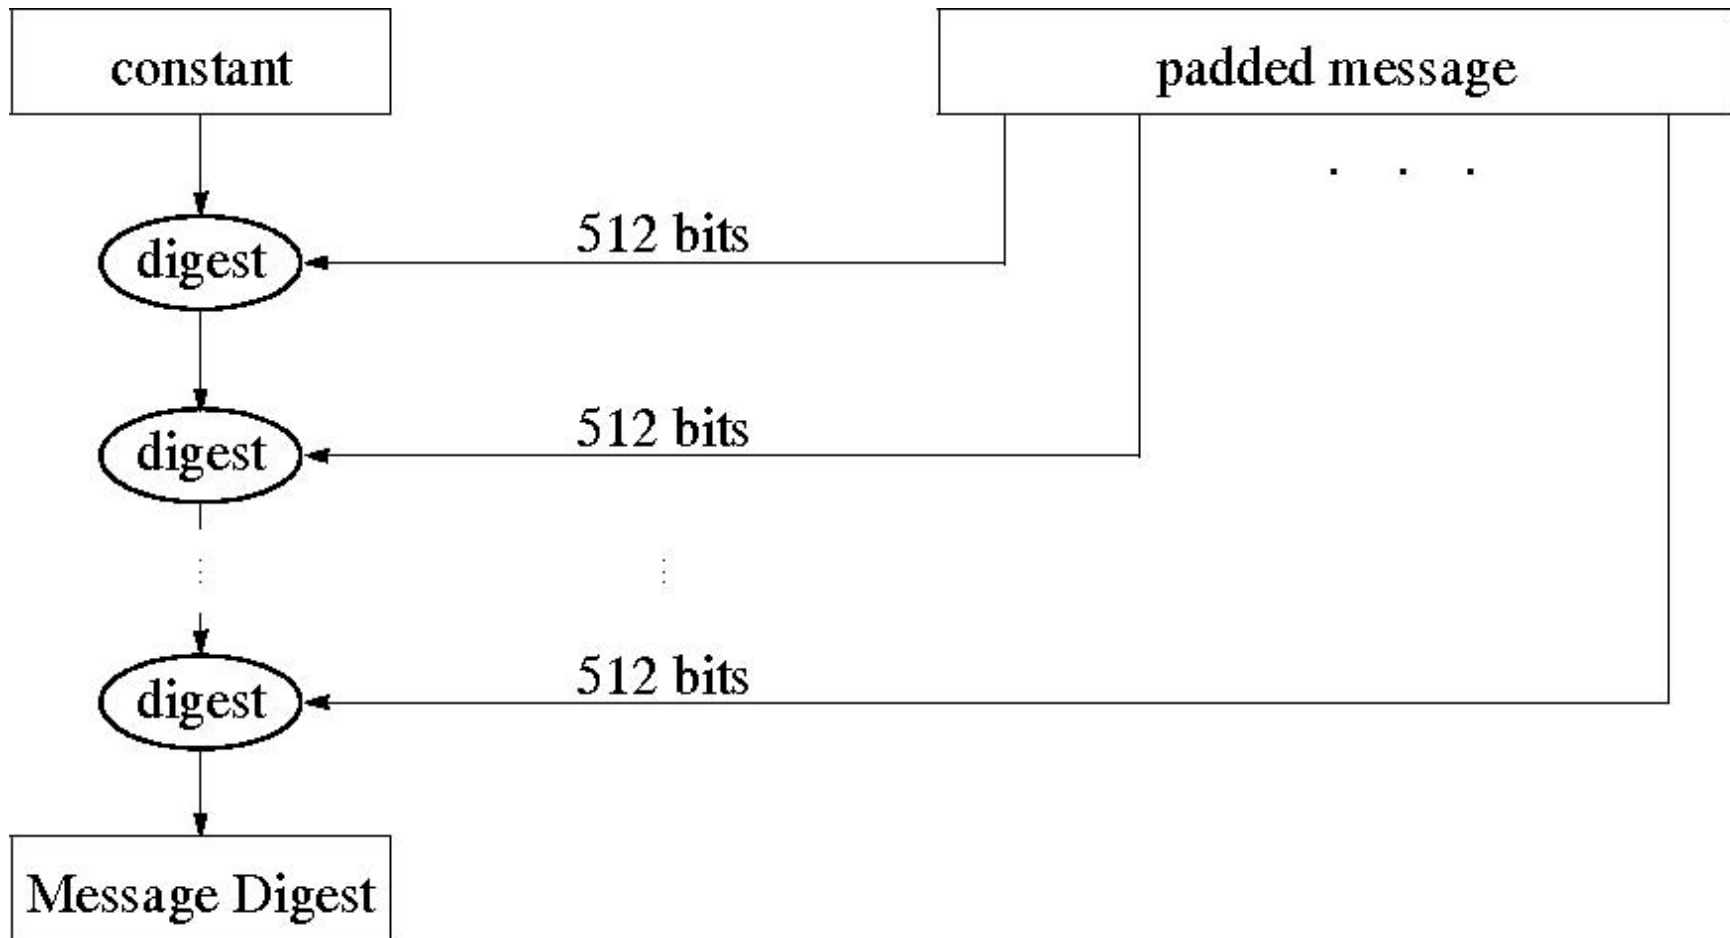 constant
padded message
. . .
512 bits
digest
512 bits
digest
512 bits
digest
Message Digest